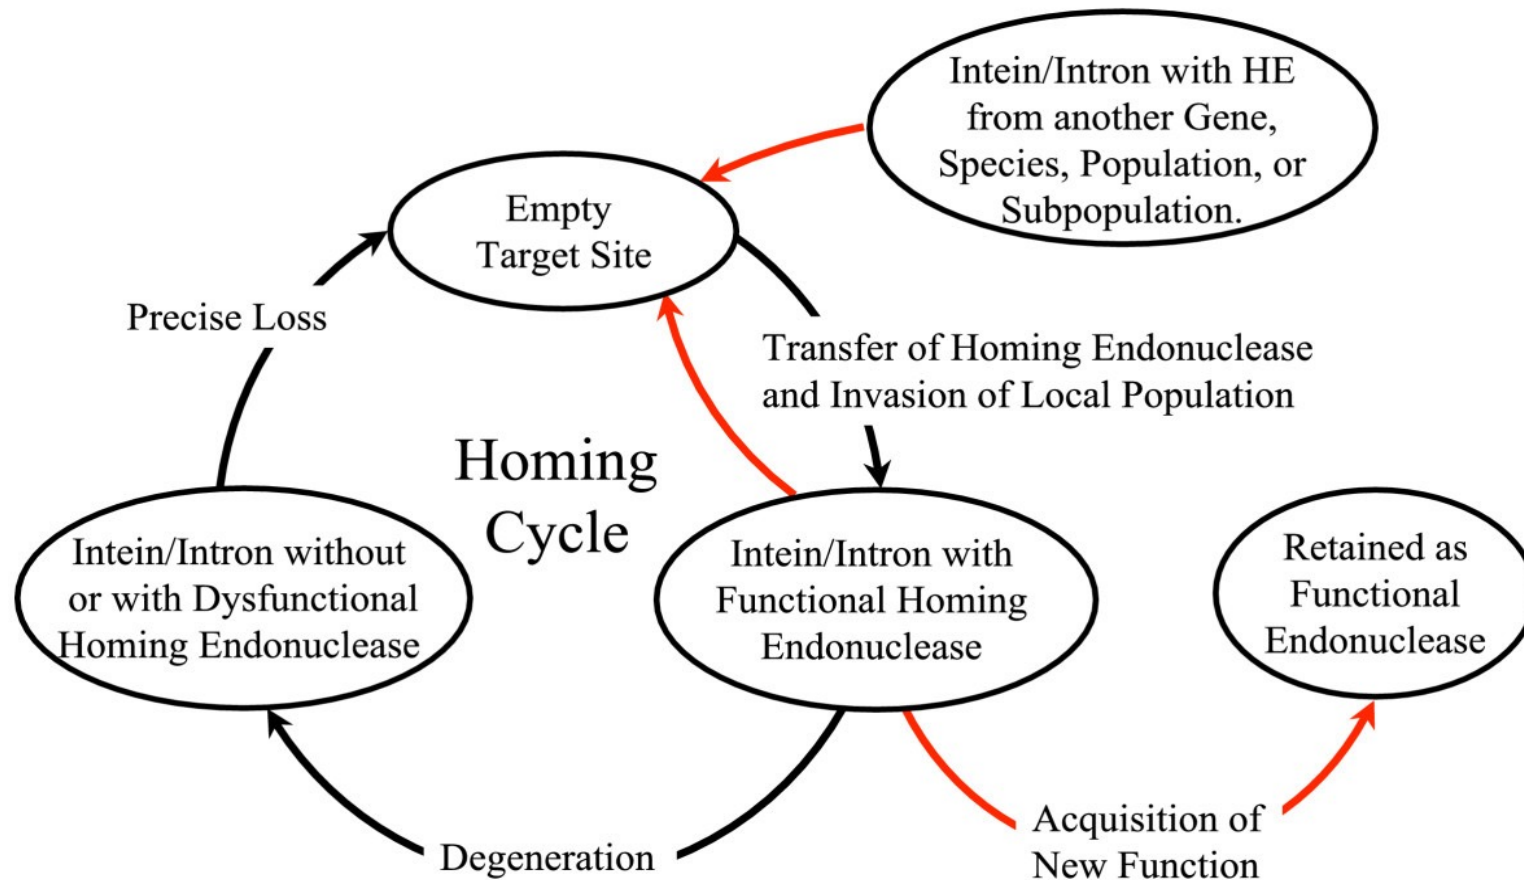 Intein/Intron with HE
from another Gene,
Species, Population, or
Subpopulation.
Empty
Target Site
Precise Loss
Transfer of Homing Endonuclease
and Invasion of Local Population
Homing
Cycle
Intein/Intron without
or with Dysfunctional
Homing Endonuclease
Intein/Intron with
Functional Homing
Endonuclease
Retained as
Functional
Endonuclease
Degeneration
Acquisition of
New Function